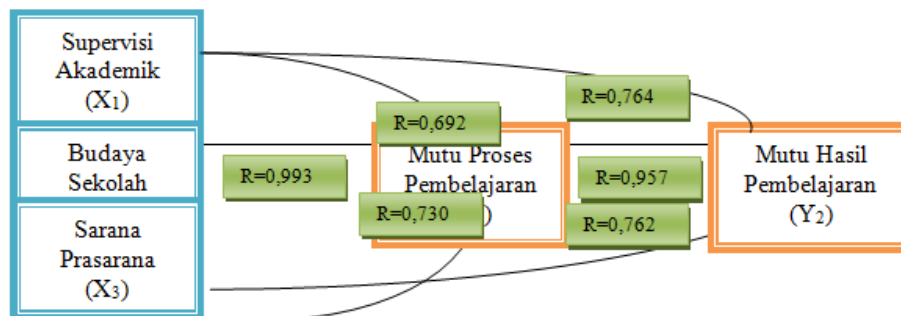 Supervisi
Akademik
(X1)
Budaya
Sekolah
Sarana
Prasarana
(X3)
R=0,993
R=0,692
Mutu Proses
Pembelajaran
)
R=0,730
R=0,764
R=0,957
R=0,762
Mutu Hasil
Pembelajaran
(Y2)